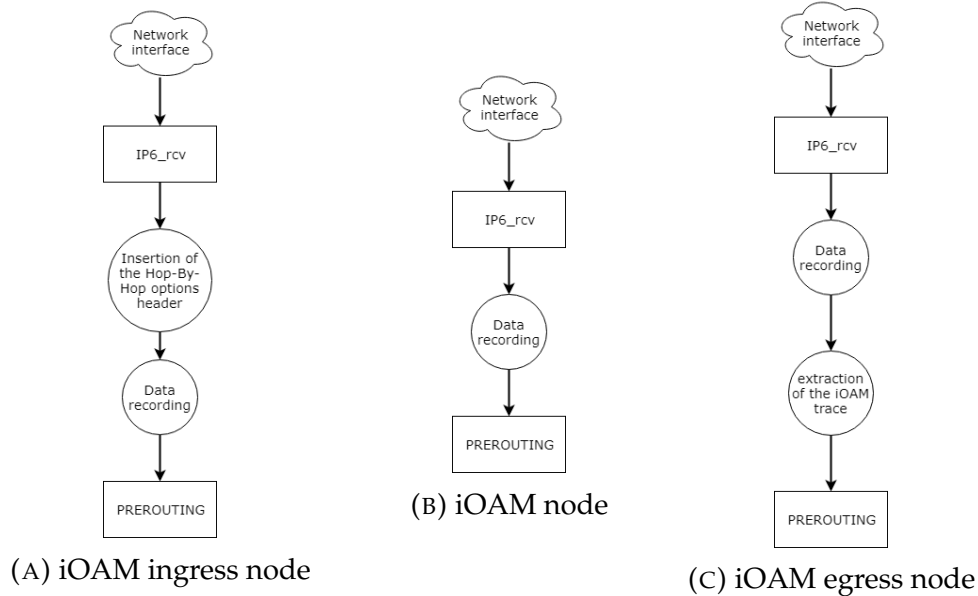 Network
interface
IP6_rcv
Insertion of
the Hop-By-
Hop options
header
Data
recording
PREROUTING
(A) iOAM ingress node
Network
interface
IP6_rcv
Data
recording
PREROUTING
(B) iOAM node
Network
interface
IP6_rcv
Data
recording
extraction
of the iOAM
trace
PREROUTING
(C) iOAM egress node